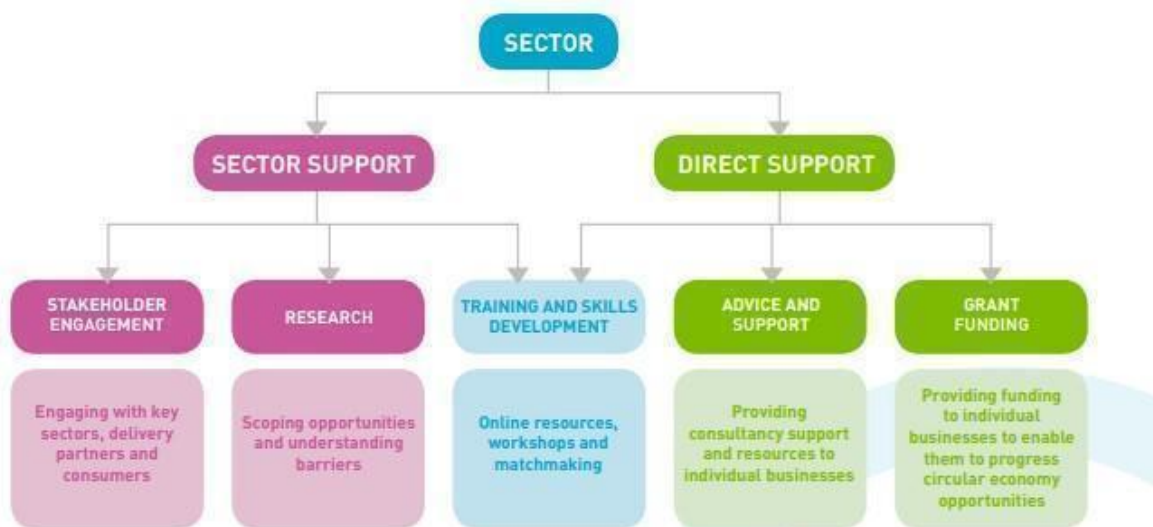 SECTOR
SECTOR SUPPORT
DIRECT SUPPORT
STAKEHOLDER
ENGAGEMENT
RESEARCH
TRAINING AND SKILLS
DEVELOPMENT
ADVICE AND
SUPPORT
GRANT
FUNDING
Engaging with key
sectors, delivery
partners and
consumers
Scoping opportunities
and understanding
barriers
Online resources,
workshops and
matchmaking
Providing
consultancy support
and resources to
individual businesses
Providing funding
to individual
businesses to enable
them to progress
circular economy
opportunities